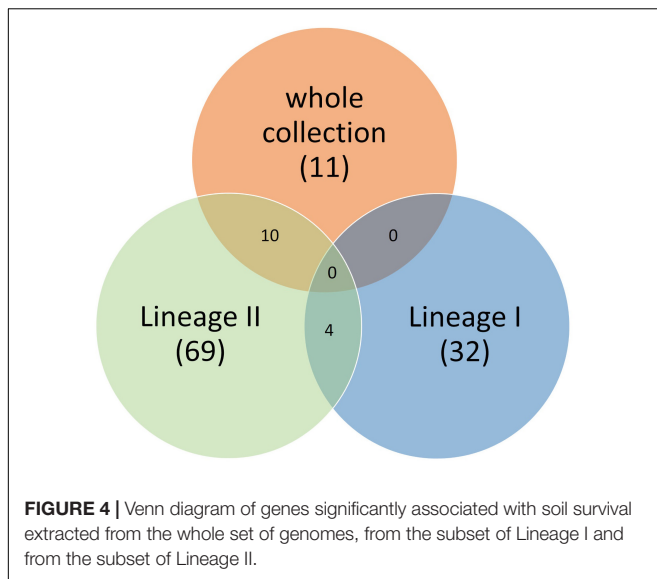 whole
collection
(11)
10
0
0
Lineage II
(69)
4
Lineage I
(32)
FIGURE 4 | Venn diagram of genes significantly associated with soil survival
extracted from the whole set of genomes, from the subset of Lineage I and
from the subset of Lineage II.